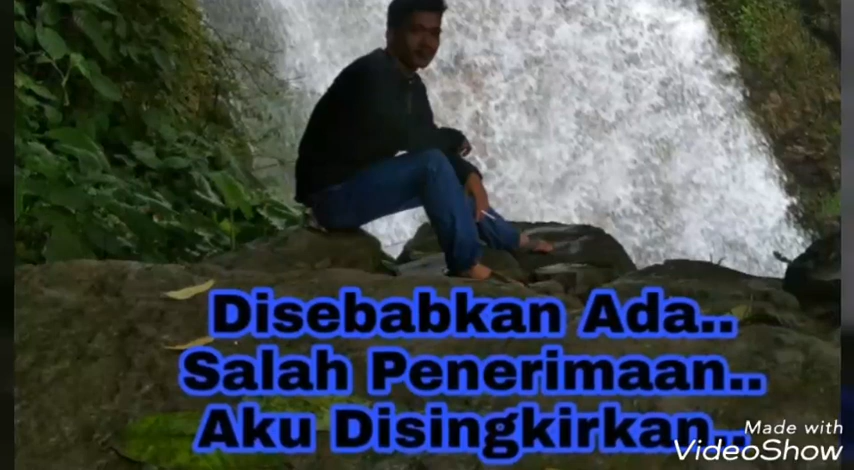 Disebabkan Ada..
Salah Penerimaan..
Aku Disingkirkan..
Made with
VideoShow